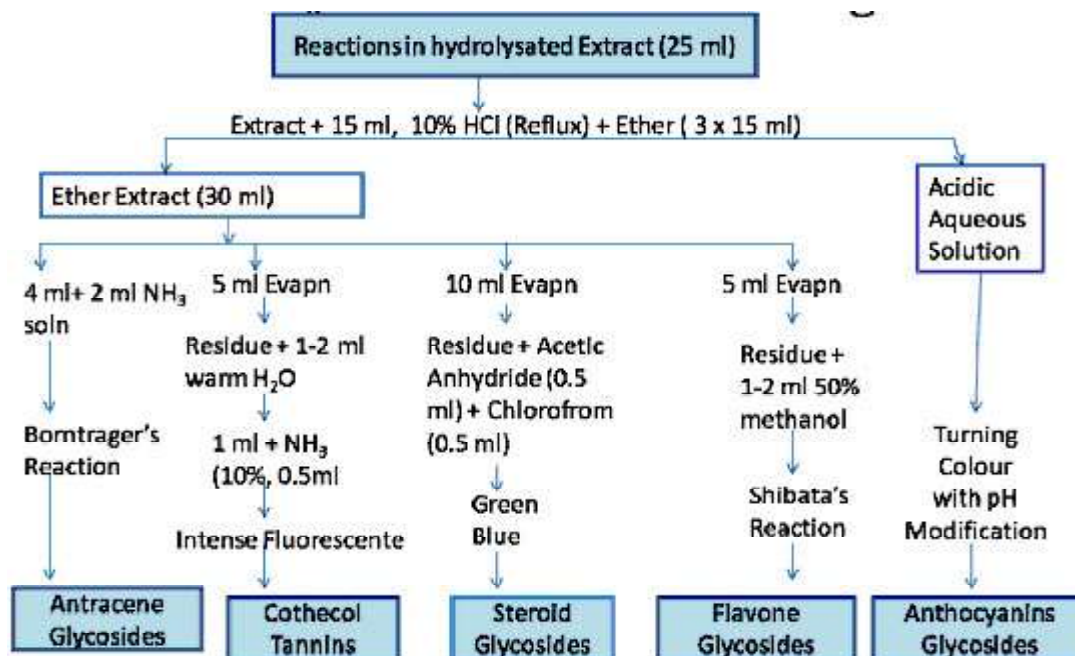 Reactions in hydrolysated Extract (25 ml)
Extract + 15 ml, 10% HCl (Reflux) + Ether ( 3 x 15 ml)
Ether Extract (30 ml)
Acidic
Aqueous
Solution
4 ml+ 2 ml NH₃
soln
Borntrager's
Reaction
Antracene
Glycosides
5 ml Evapn
Residue + 1-2 ml
warm H₂O
1 ml + NH₃
(10%, 0.5ml
Intense Fluorescente
Cothecol
Tannins
10 ml Evapn
Residue + Acetic
Anhydride (0.5
ml) + Chlorofrom
(0.5 ml)
Green
Blue
Steroid
Glycosides
5 ml Evapn
Residue +
1-2 ml 50%
methanol
Shibata's
Reaction
Flavone
Glycosides
Turning
Colour
with pH
Modification
Anthocyanins
Glycosides